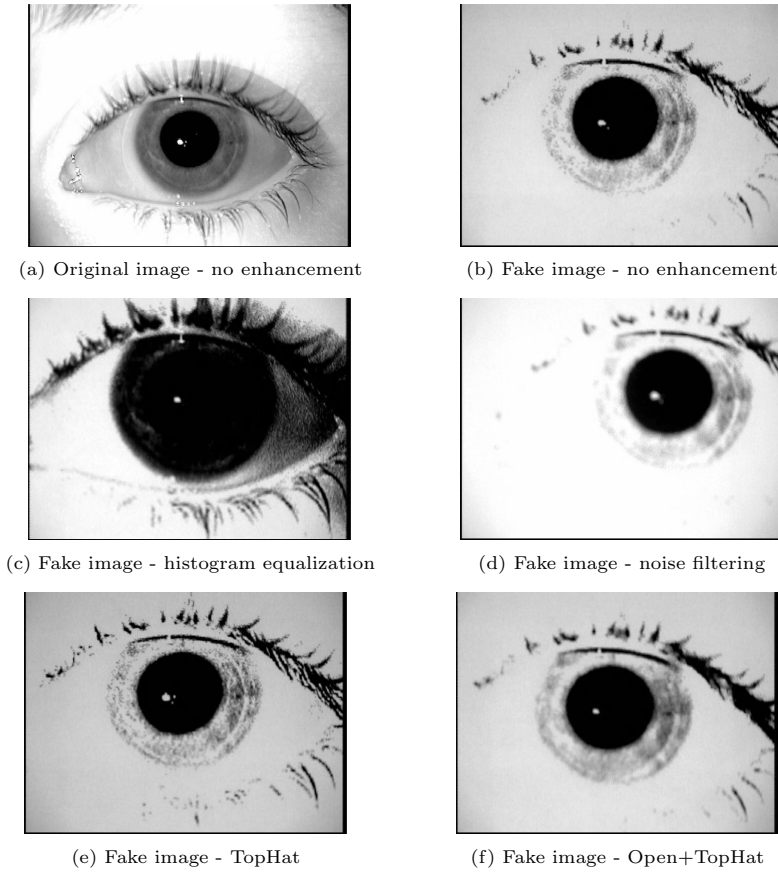 (a) Original image - no enhancement
(b) Fake image - no enhancement
(c) Fake image - histogram equalization
(d) Fake image - noise filtering
(e) Fake image - TopHat
(f) Fake image - Open+TopHat